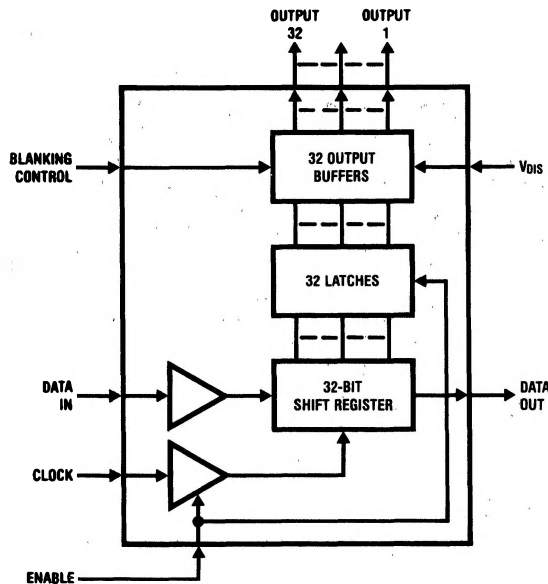 OUTPUT
32
OUTPUT
1
BLANKING
CONTROL
32 OUTPUT
BUFFERS
VDIS
32 LATCHES
DATA
IN
32-BIT
SHIFT REGISTER
DATA
OUT
CLOCK
ENABLE